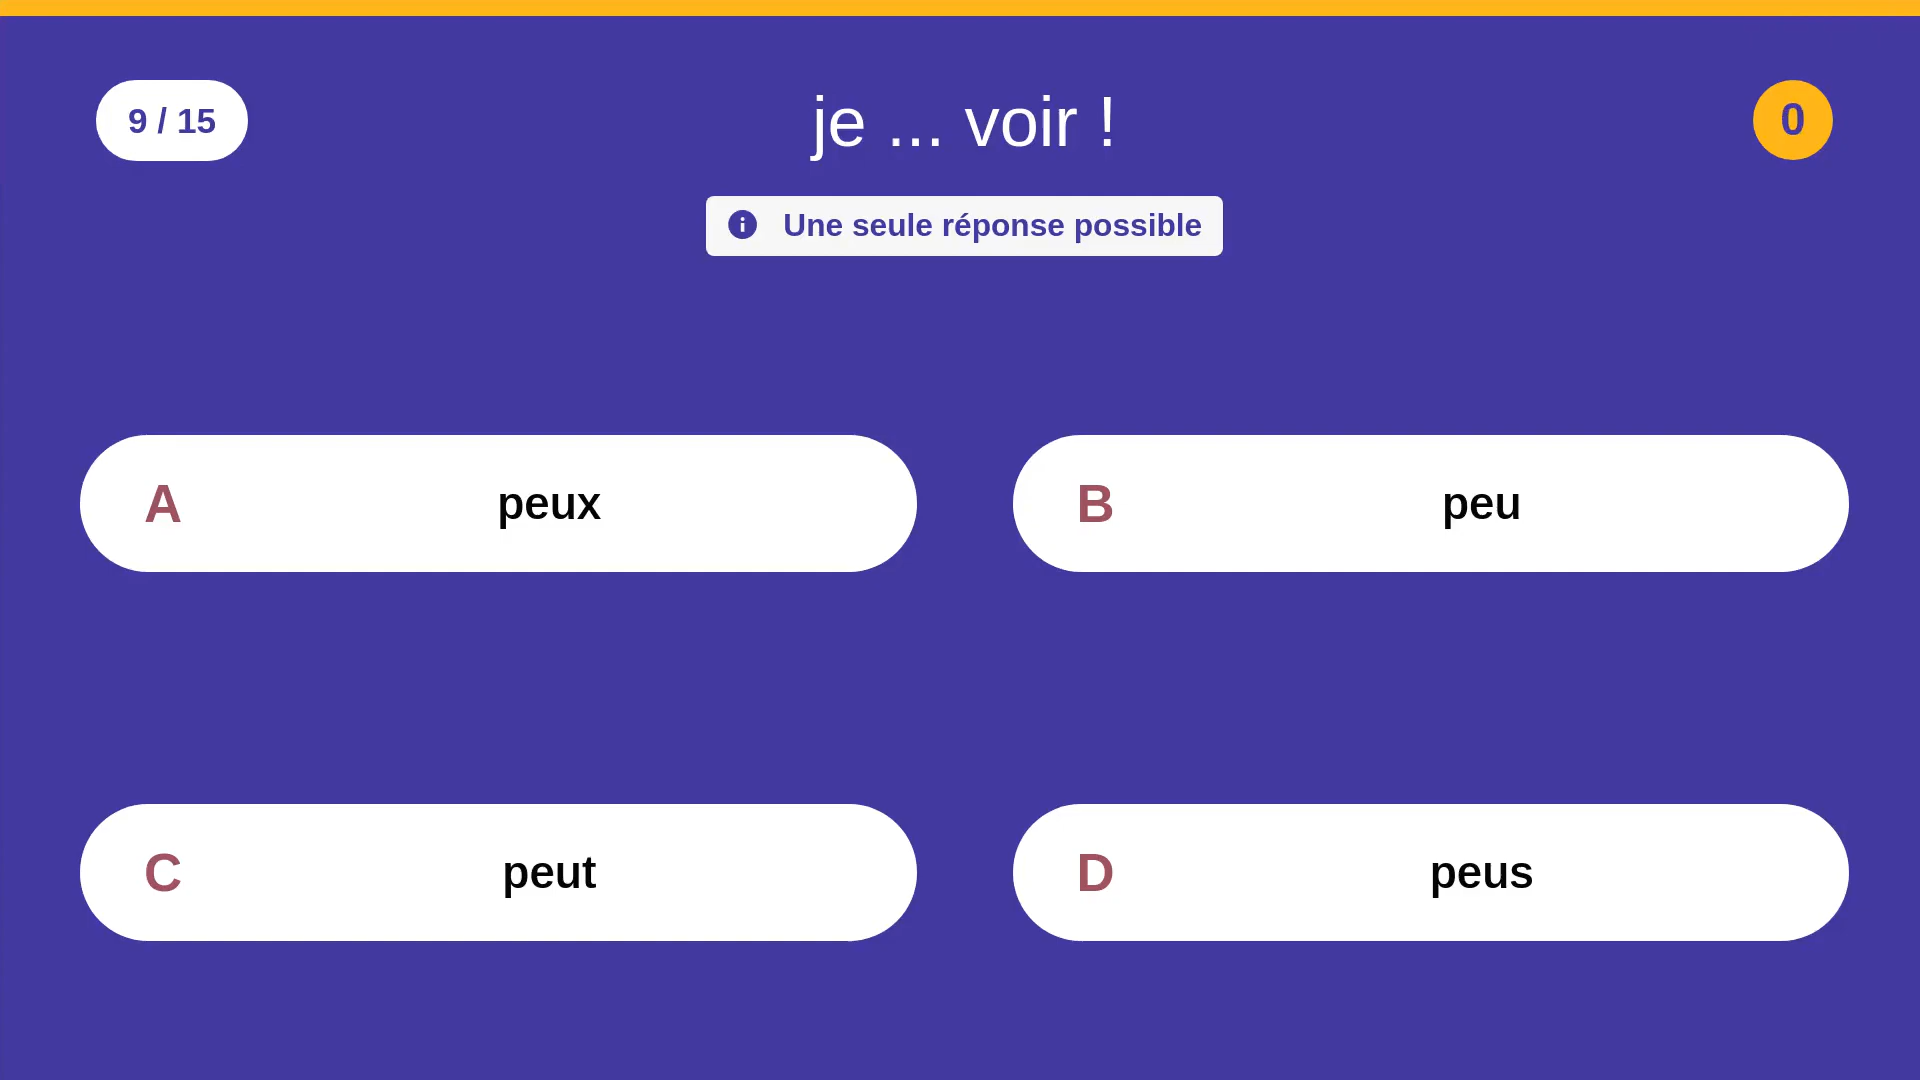 9 / 15
je ... voir !
0
Une seule réponse possible
A peux
B peu
C peut
D peus